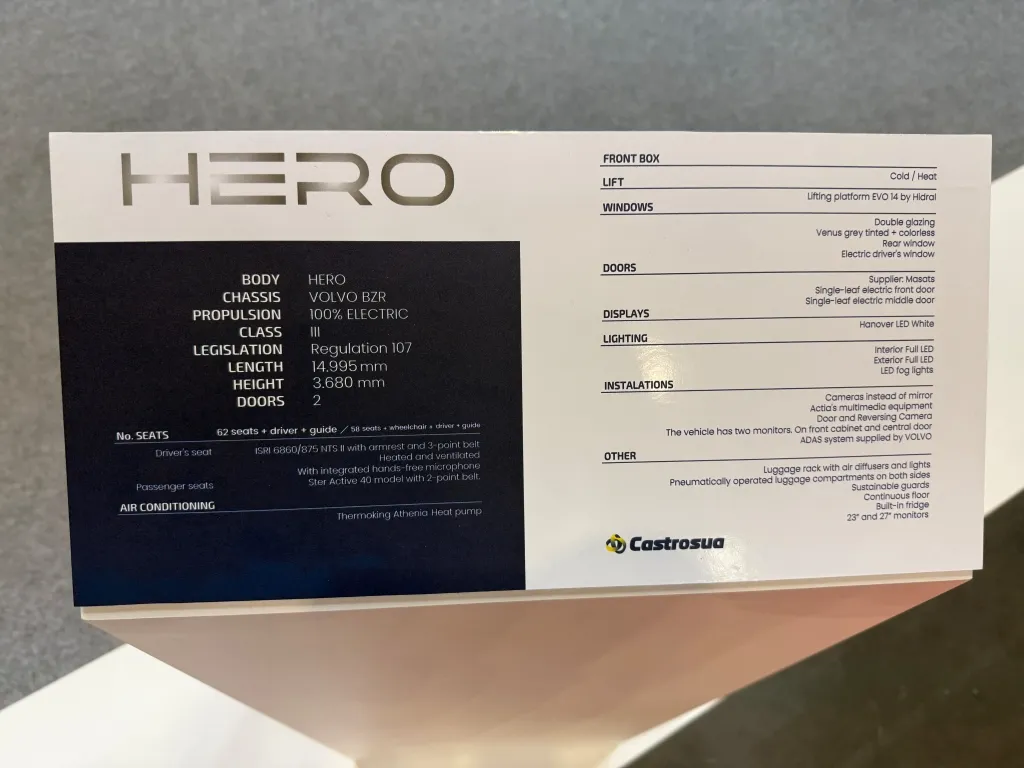 HERO
BODY HERO
CHASSIS VOLVO BZR
PROPULSION 100% ELECTRIC
CLASS III
LEGISLATION Regulation 107
LENGTH 14.995 mm
HEIGHT 3.680 mm
DOORS 2
No. SEATS 62 seats + driver + guide / 58 seats + wheelchair + driver + guide
Driver's seat ISRI 6860/875 NTS II with armrest and 3-point belt
Heated and ventilated
With integrated hands-free microphone
Passenger seats Ster Active 40 model with 2-point belt.
AIR CONDITIONING
Thermoking Athenia Heat pump
FRONT BOX
Cold / Heat
LIFT
Lifting platform EVO 14 by Hidral
WINDOWS
Double glazing
Venus grey tinted + colorless
Rear window
Electric driver's window
DOORS
Supplier: Masats
Single-leaf electric front door
Single-leaf electric middle door
DISPLAYS
Hanover LED White
LIGHTING
Interior Full LED
Exterior Full LED
LED fog lights
INSTALATIONS
Cameras instead of mirror
Actia's multimedia equipment
Door and Reversing Camera
The vehicle has two monitors. On front cabinet and central door
ADAS system supplied by VOLVO
OTHER
Luggage rack with air diffusers and lights
Pneumatically operated luggage compartments on both sides
Sustainable guards
Continuous floor
Built-in fridge
23" and 27" monitors
Castrosua